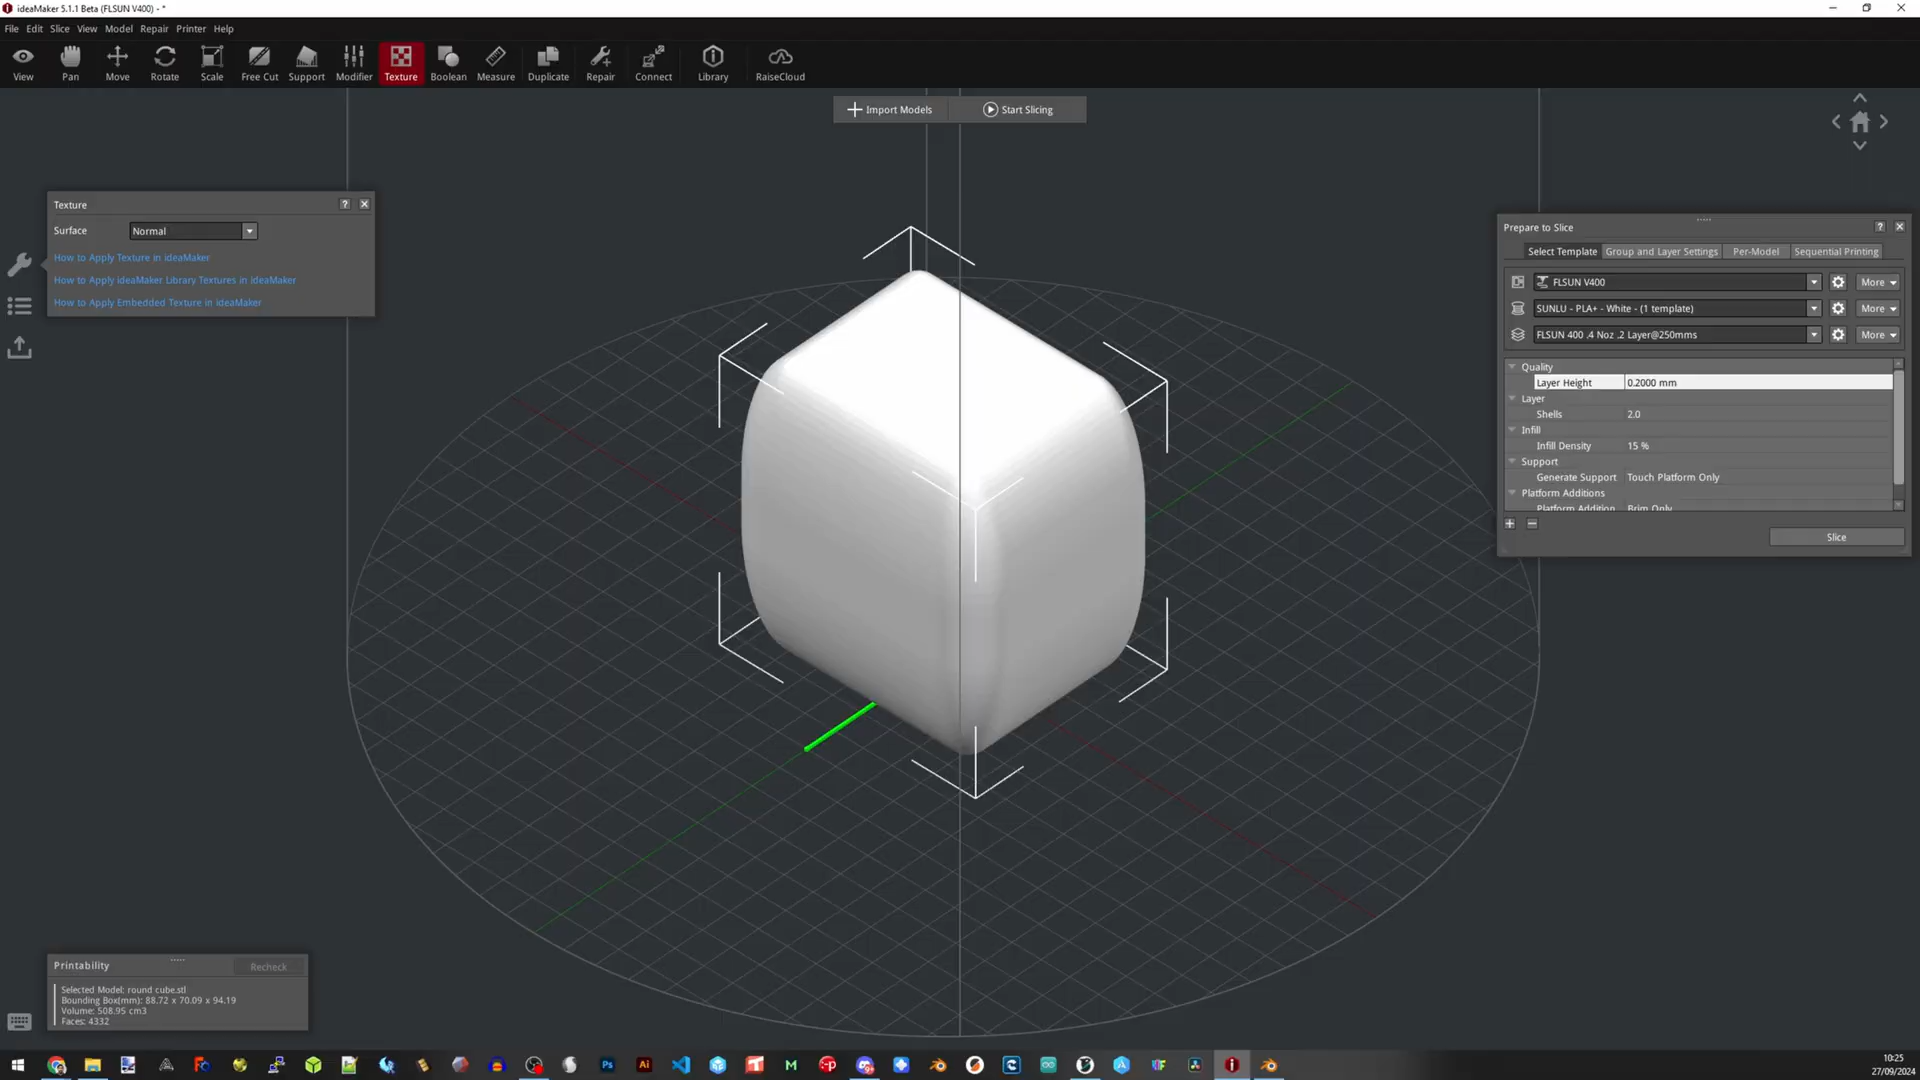 ideaMaker 5.1.1 Beta (FLSUN V400) - *
File Edit Slice View Model Repair Printer Help
View Pan Move Rotate Scale Free Cut Support Modifier Texture Boolean Measure Duplicate Repair Connect Library RaiseCloud
Import Models Start Slicing
Texture ?
Surface Normal
How to Apply Texture in ideaMaker
How to Apply ideaMaker Library Textures in ideaMaker
How to Apply Embedded Texture in ideaMaker
Prepare to Slice ?
Select Template Group and Layer Settings Per-Model Sequential Printing
FLSUN V400 More
SUNLU - PLA+ - White - (1 template) More
FLSUN 400 .4 Noz .2 Layer@250mms More
Quality
Layer Height 0.2000 mm
Layer
Shells 2.0
Infill
Infill Density 15 %
Support
Generate Support Touch Platform Only
Platform Additions
Platform Addition Brim Only
Slice
Printability Recheck
Selected Model: round cube.stl
Bounding Box(mm): 88.72 x 70.09 x 94.19
Volume: 508.95 cm3
Faces: 4332
Ps Ai
10:25
27/09/2024